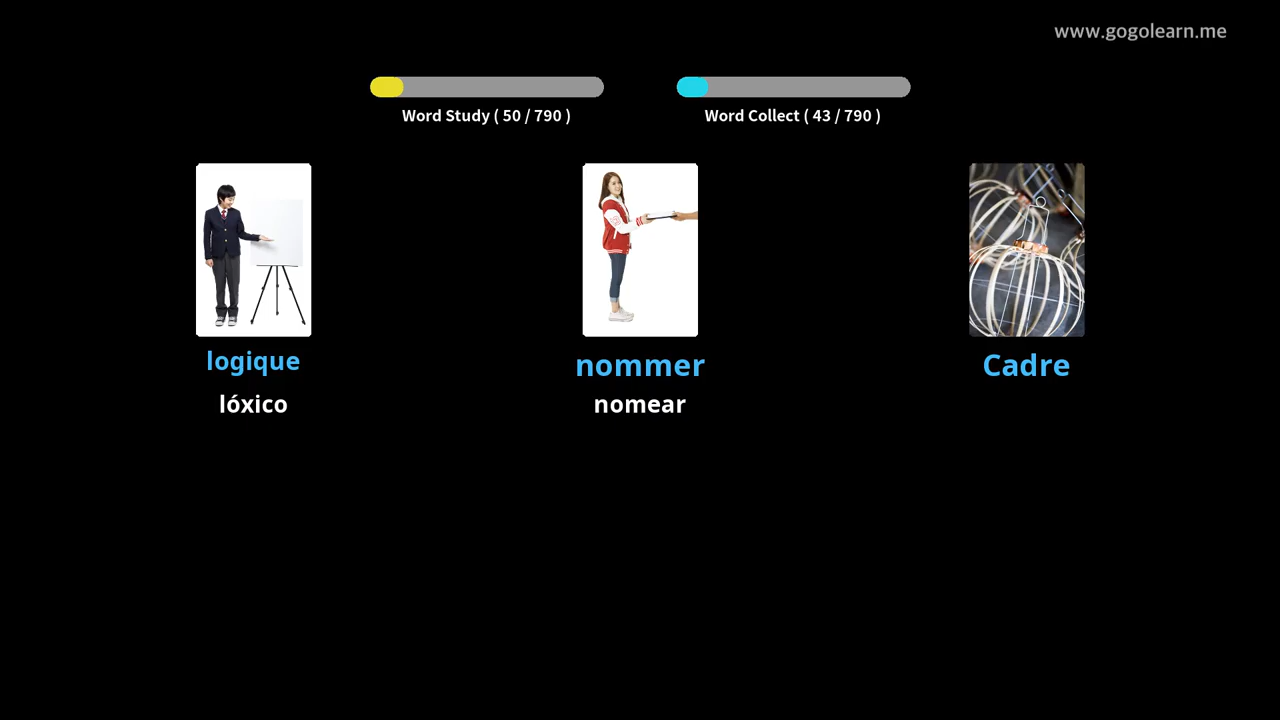 www.gogolearn.me
Word Study ( 50 / 790 )
Word Collect ( 43 / 790 )
logique
lóxico
nommer
nomear
Cadre